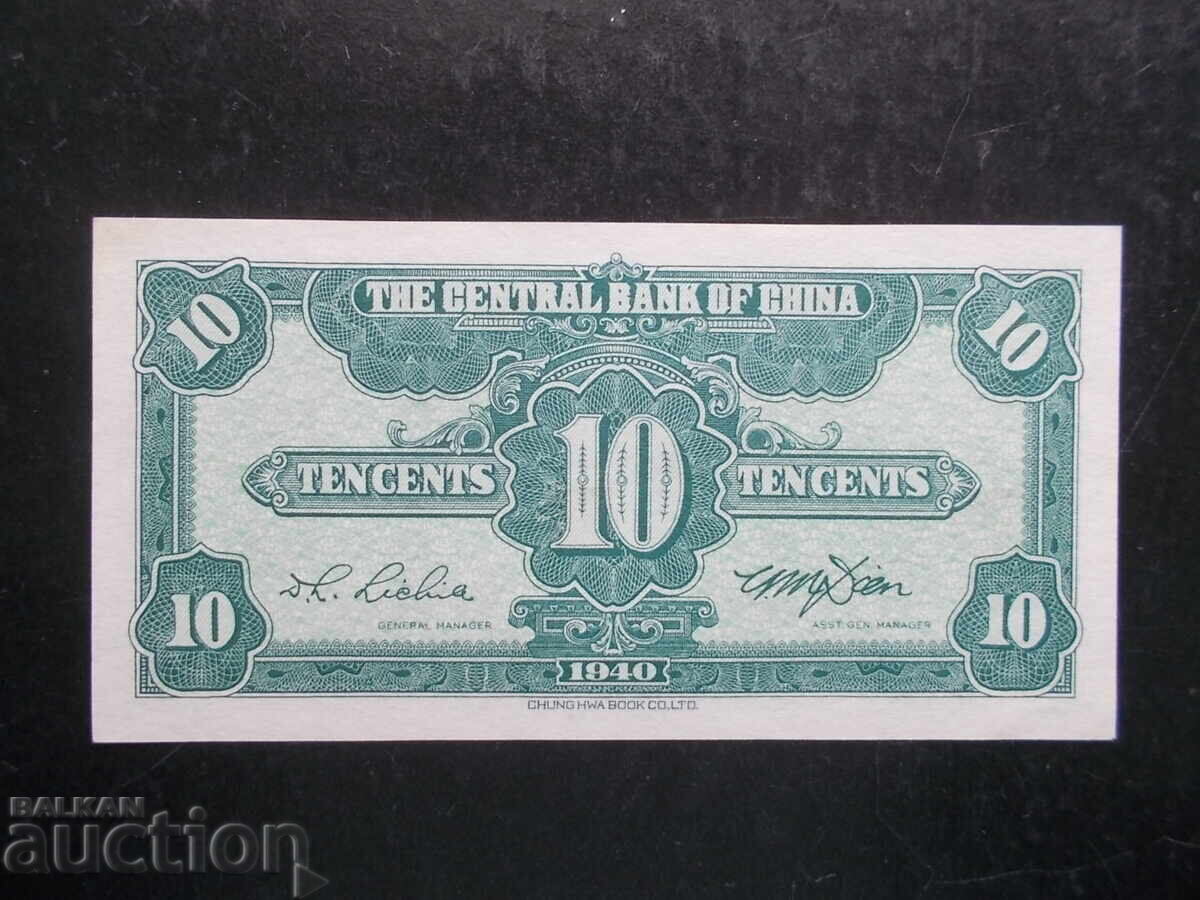 10 THE CENTRAL BANK OF CHINA 10
TEN CENTS 10 TEN CENTS
GENERAL MANAGER ASST. GEN. MANAGER
10 1940 10
CHUNG HWA BOOK CO., LTD.
BALKAN
auction